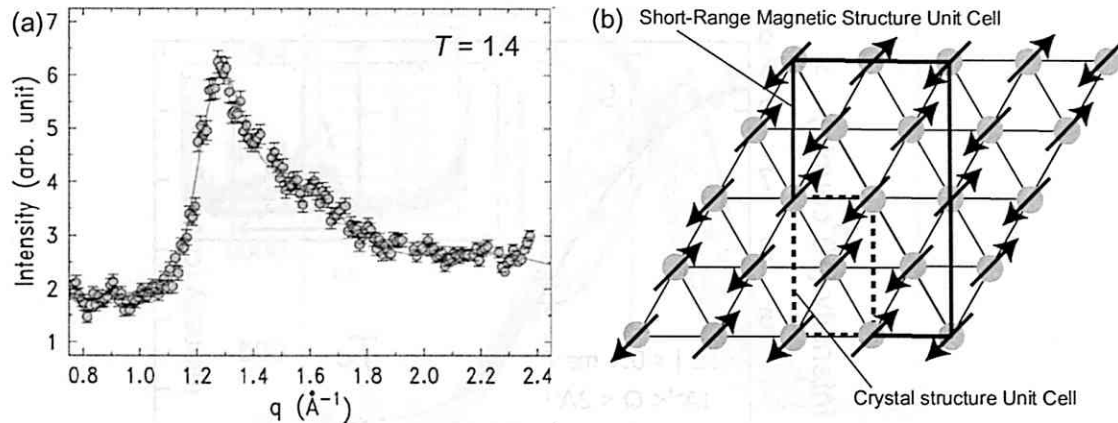 (a)
T = 1.4
Intensity (arb. unit)
7
6
5
4
3
2
1
0.8 1.0 1.2 1.4 1.6 1.8 2.0 2.2 2.4
q (Å⁻¹)
(b)
Short-Range Magnetic Structure Unit Cell
Crystal structure Unit Cell